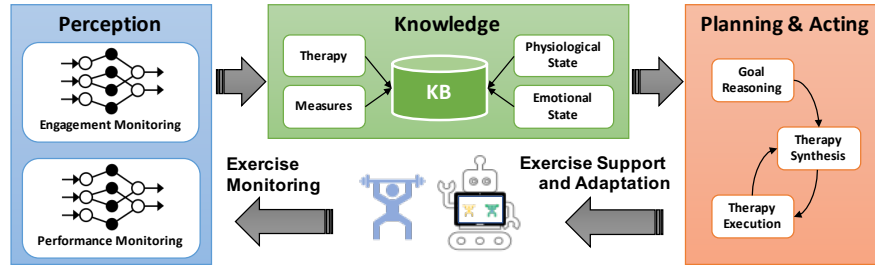 Perception
Engagement Monitoring
Performance Monitoring
Knowledge
Therapy
Measures
KB
Physiological
State
Emotional
State
Planning & Acting
Goal
Reasoning
Therapy
Synthesis
Therapy
Execution
Exercise
Monitoring
Exercise Support
and Adaptation